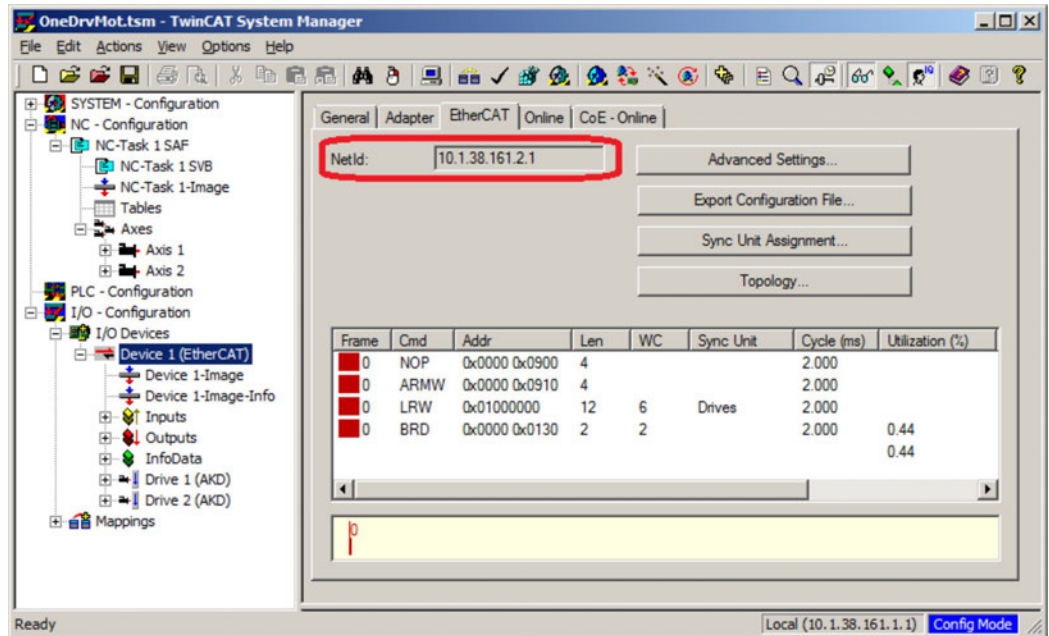 OneDrvMot.tsm - TwinCAT System Manager
File Edit Actions View Options Help
SYSTEM - Configuration
NC - Configuration
NC-Task 1 SAF
NC-Task 1 SVB
NC-Task 1-Image
Tables
Axes
Axis 1
Axis 2
PLC - Configuration
I/O - Configuration
I/O Devices
Device 1 (EtherCAT)
Device 1-Image
Device 1-Image-Info
Inputs
Outputs
InfoData
Drive 1 (AKD)
Drive 2 (AKD)
Mappings
General Adapter EtherCAT Online CoE - Online
NetId: 10.1.38.161.2.1
Advanced Settings...
Export Configuration File...
Sync Unit Assignment...
Topology...
Frame Cmd Addr Len WC Sync Unit Cycle (ms) Utilization (%)
0 NOP 0x0000 0x0900 4 2.000
0 ARMW 0x0000 0x0910 4 2.000
0 LRW 0x01000000 12 6 Drives 2.000
0 BRD 0x0000 0x0130 2 2 2.000 0.44
0.44
0
Ready Local (10.1.38.161.1.1) Config Mode